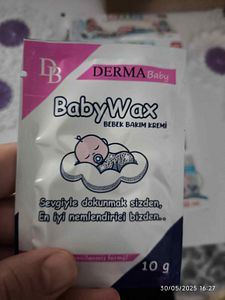 DB
DERMA Baby
BabyWax
BEBEK BAKIM KREMİ
Sevgiyle dokunmak sizden,
En iyi nemlendirici bizden..
10 g
30/05/2025 16:27